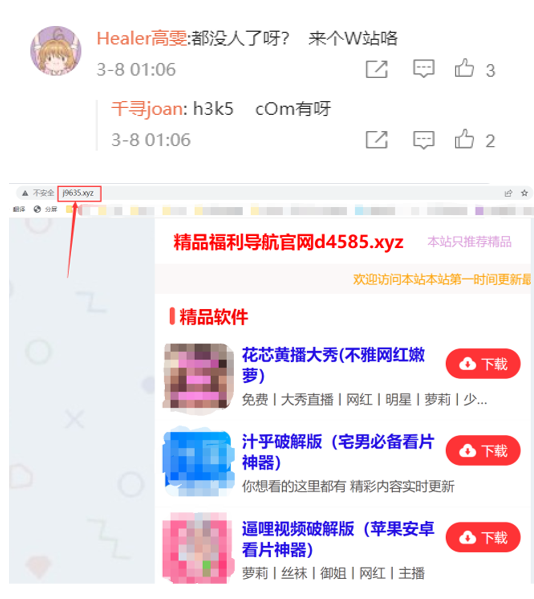 Healer高雯:都没人了呀? 来个W站咯
3-8 01:06
3
千寻joan: h3k5 cOm有呀
3-8 01:06
2
不安全 j9635.xyz
翻译 分屏
精品福利导航官网d4585.xyz 本站只推荐精品
欢迎访问本站本站第一时间更新最
精品软件
花芯黄播大秀(不雅网红嫩
萝)
下载
免费丨大秀直播丨网红丨明星丨萝莉丨少...
汁乎破解版（宅男必备看片
神器）
下载
你想看的这里都有 精彩内容实时更新
逼哩视频破解版（苹果安卓
看片神器）
下载
萝莉丨丝袜丨御姐丨网红丨主播